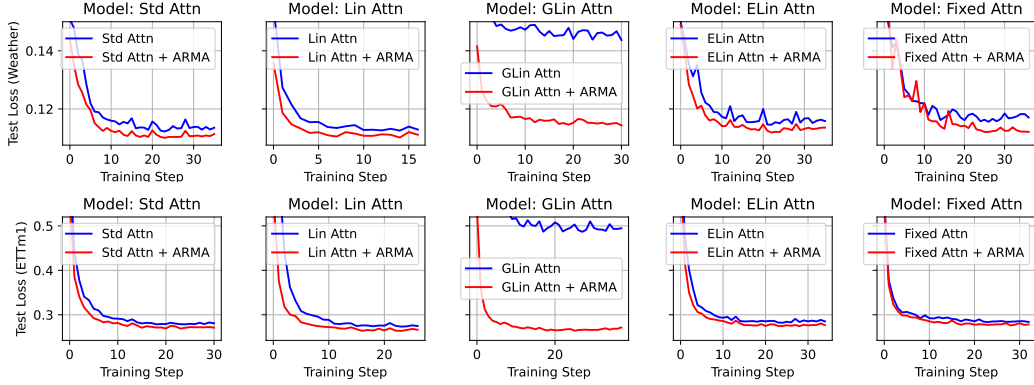 Model: Std Attn
Model: Lin Attn
Model: GLin Attn
Model: ELin Attn
Model: Fixed Attn
Test Loss (Weather)
0.14
0.12
Std Attn
Std Attn + ARMA
Lin Attn
Lin Attn + ARMA
GLin Attn
GLin Attn + ARMA
ELin Attn
ELin Attn + ARMA
Fixed Attn
Fixed Attn + ARMA
0 10 20 30
0 5 10 15
0 10 20 30
0 10 20 30
0 10 20 30
Training Step
Training Step
Training Step
Training Step
Training Step
Model: Std Attn
Model: Lin Attn
Model: GLin Attn
Model: ELin Attn
Model: Fixed Attn
Test Loss (ETTm1)
0.5
0.4
0.3
Std Attn
Std Attn + ARMA
Lin Attn
Lin Attn + ARMA
GLin Attn
GLin Attn + ARMA
ELin Attn
ELin Attn + ARMA
Fixed Attn
Fixed Attn + ARMA
0 10 20 30
0 10 20
0 20
0 10 20 30
0 10 20 30
Training Step
Training Step
Training Step
Training Step
Training Step